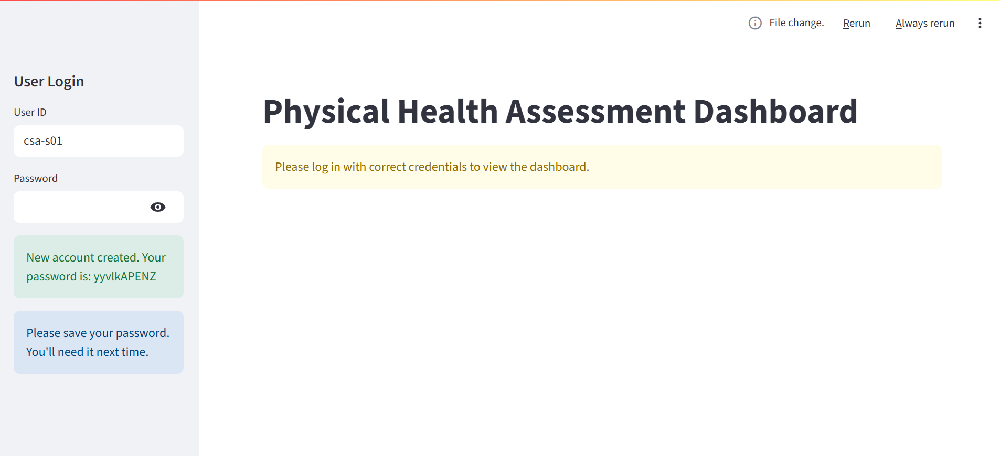 File change.
Rerun
Always rerun
User Login
User ID
csa-s01
Password
New account created. Your
password is: yyvlkAPENZ
Please save your password.
You'll need it next time.
Physical Health Assessment Dashboard
Please log in with correct credentials to view the dashboard.